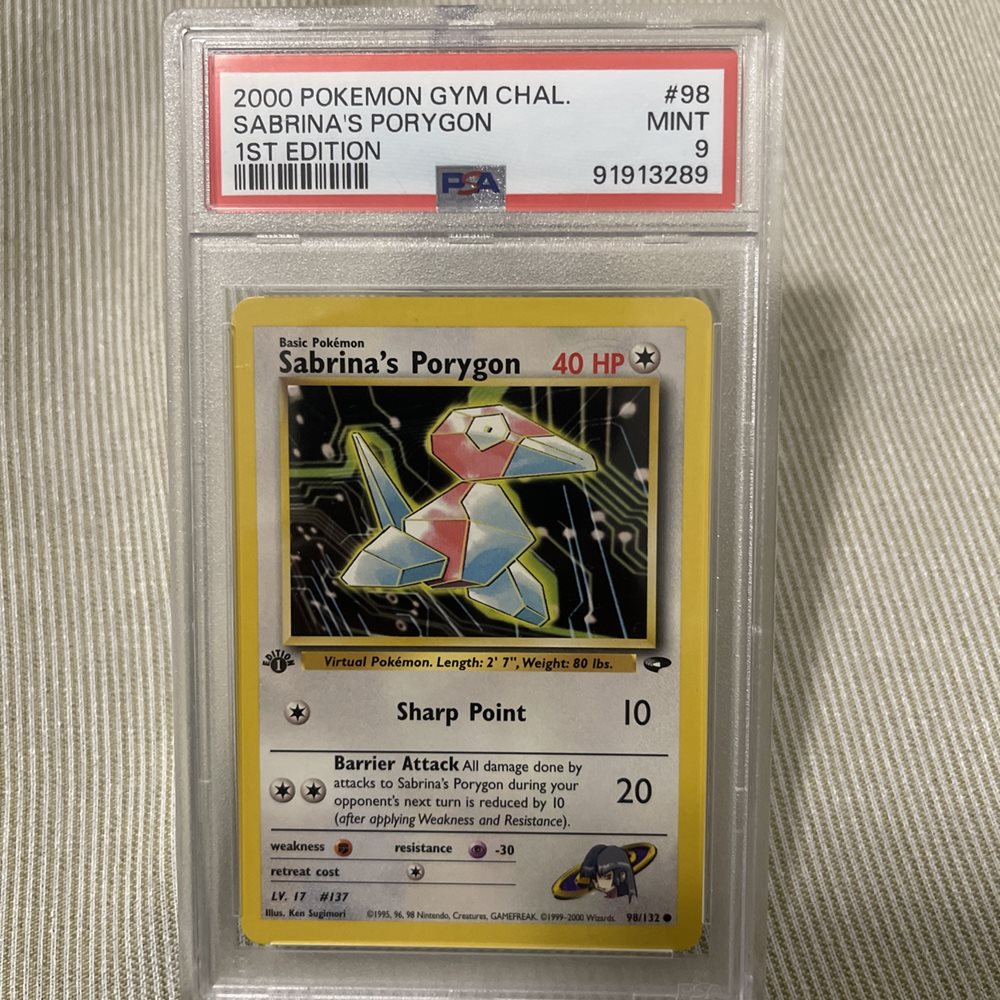 2000 POKEMON GYM CHAL. #98
SABRINA'S PORYGON MINT
1ST EDITION 9
PSA 91913289
Basic Pokémon
Sabrina's Porygon 40 HP
EDITION 1
Virtual Pokémon. Length: 2' 7", Weight: 80 lbs.
Sharp Point 10
Barrier Attack All damage done by
attacks to Sabrina's Porygon during your
opponent's next turn is reduced by 10
(after applying Weakness and Resistance). 20
weakness resistance -30
retreat cost
LV. 17 #137
Illus. Ken Sugimori ©1995, 96, 98 Nintendo, Creatures, GAMEFREAK. ©1999-2000 Wizards. 98/132